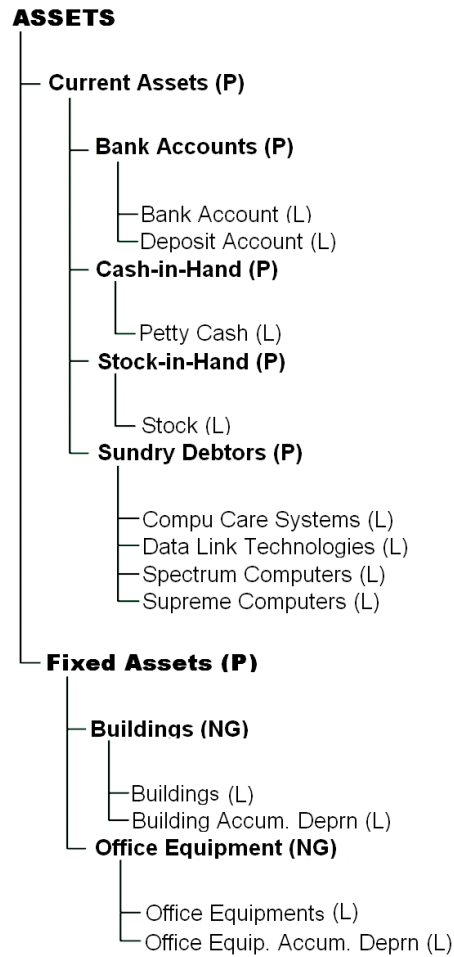 ASSETS
Current Assets (P)
Bank Accounts (P)
Bank Account (L)
Deposit Account (L)
Cash-in-Hand (P)
Petty Cash (L)
Stock-in-Hand (P)
Stock (L)
Sundry Debtors (P)
Compu Care Systems (L)
Data Link Technologies (L)
Spectrum Computers (L)
Supreme Computers (L)
Fixed Assets (P)
Buildings (NG)
Buildings (L)
Building Accum. Deprn (L)
Office Equipment (NG)
Office Equipments (L)
Office Equip. Accum. Deprn (L)